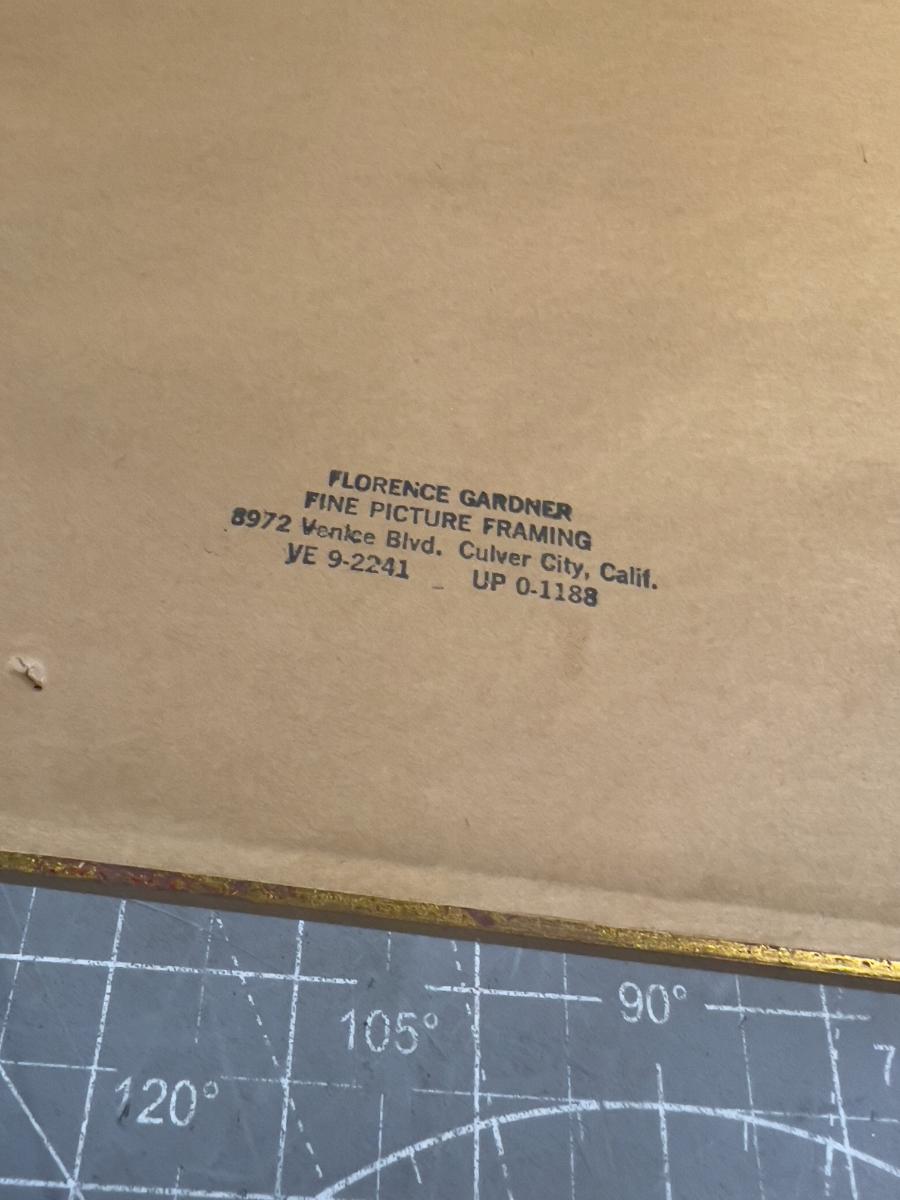 FLORENCE GARDNER
FINE PICTURE FRAMING
8972 Venice Blvd. Culver City, Calif.
VE 9-2241 UP 0-1188
90°
105°
7
120°